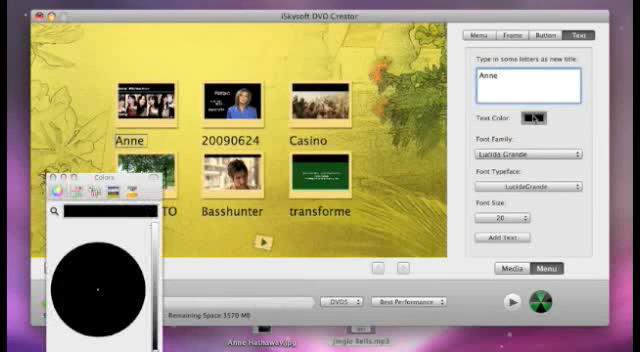 iSkysoft DVD Creator
Menu
Frame
Button
Text
Type in some letters as new title:
Anne
Text Color:
Font Family:
Lucida Grande
Font Typeface:
LucidaGrande
Font Size:
20
Add Text
Anne
20090624
Casino
TO
Basshunter
transforme
Colors
Media
Menu
DVD5
Best Performance
Remaining Space:3570 MB
Anne Hathaway.jpg
Jingle Bells.mp3